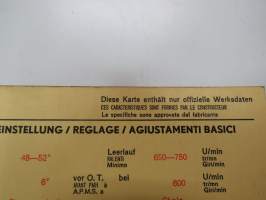 Diese Karte enthält nur offizielle Werksdaten
CES CARACTERISTIQUES SONT FOURNIES PAR LE CONSTRUCTEUR
Le specifiche sono approvate dal fabbricante
EINSTELLUNG / REGLAGE / AGIUSTAMENTI BASICI
48-52° Leerlauf 650-750 U/min
RALENTI tr/mn
Minimo Giri/min
6° vor O. T. bei 600 U/min
AVANT P.M.H. à tr/mn
A.P.M.S. a Giri/min